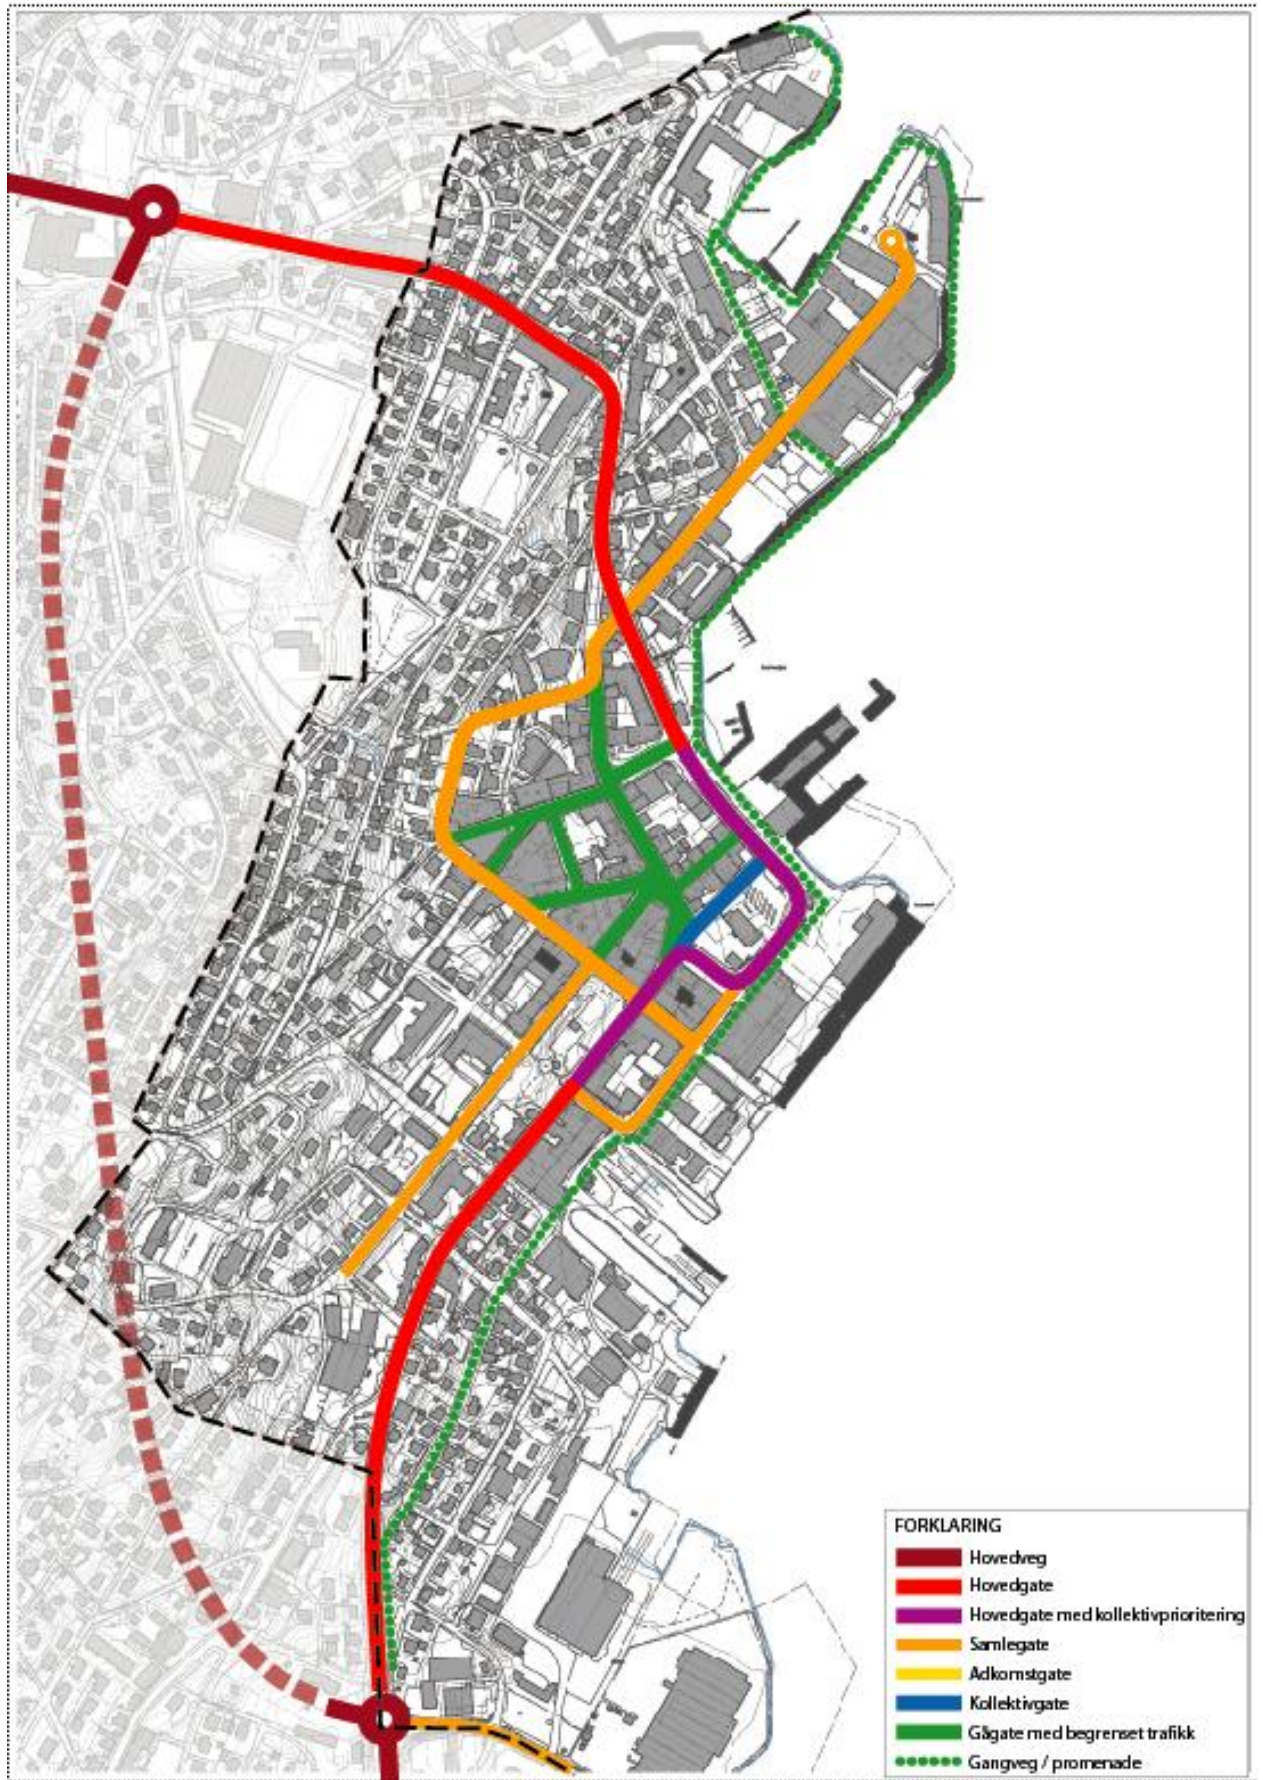 FORKLARING
Hovedveg
Hovedgate
Hovedgate med kollektivprioritering
Samlegate
Adkomstgate
Kollektivgate
Gågate med begrenset trafikk
Gangveg / promenade